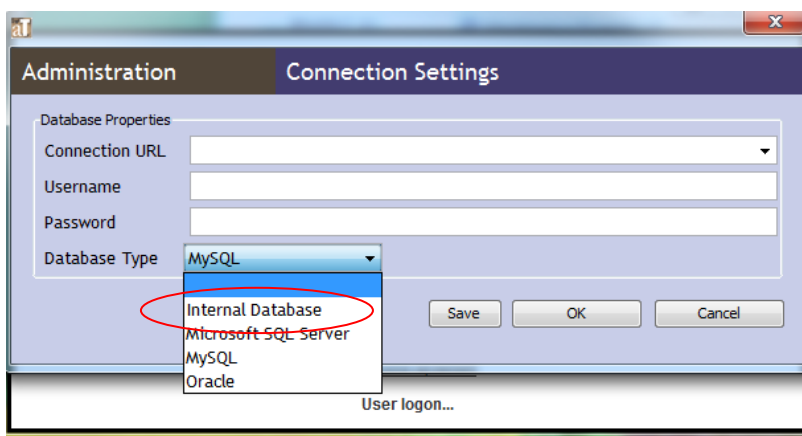 aT
x
Administration Connection Settings
Database Properties
Connection URL
Username
Password
Database Type MySQL
Internal Database
Microsoft SQL Server
MySQL
Oracle
Save OK Cancel
User logon...